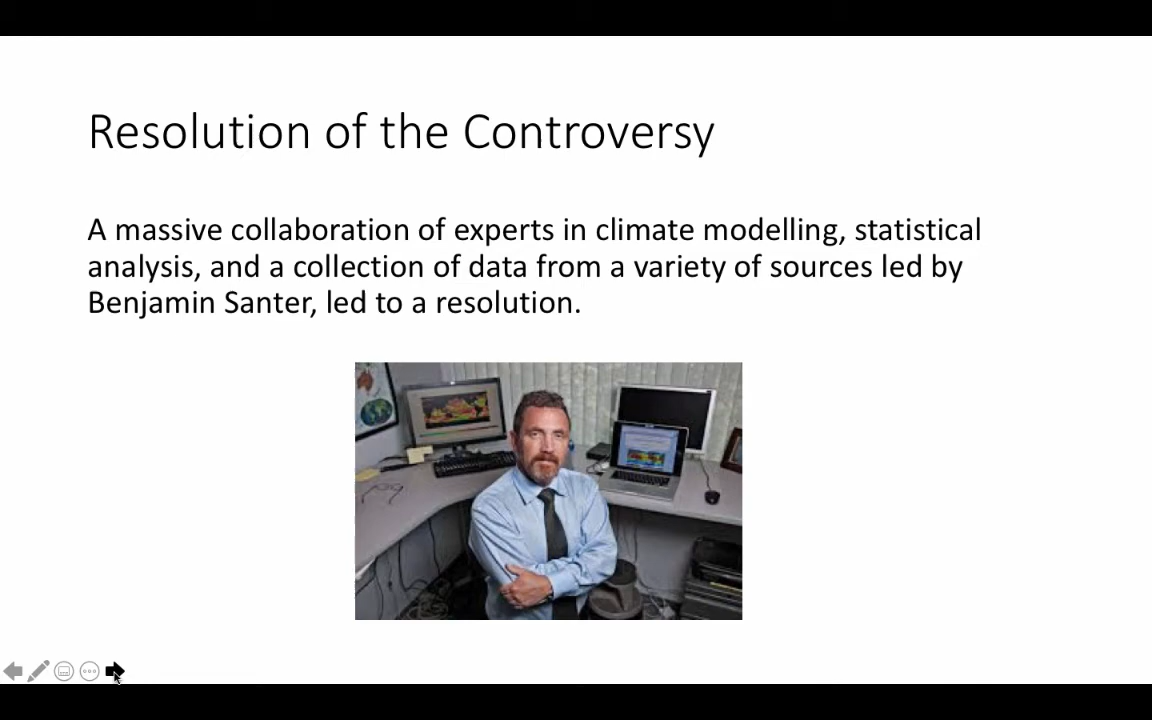 Resolution of the Controversy
A massive collaboration of experts in climate modelling, statistical
analysis, and a collection of data from a variety of sources led by
Benjamin Santer, led to a resolution.